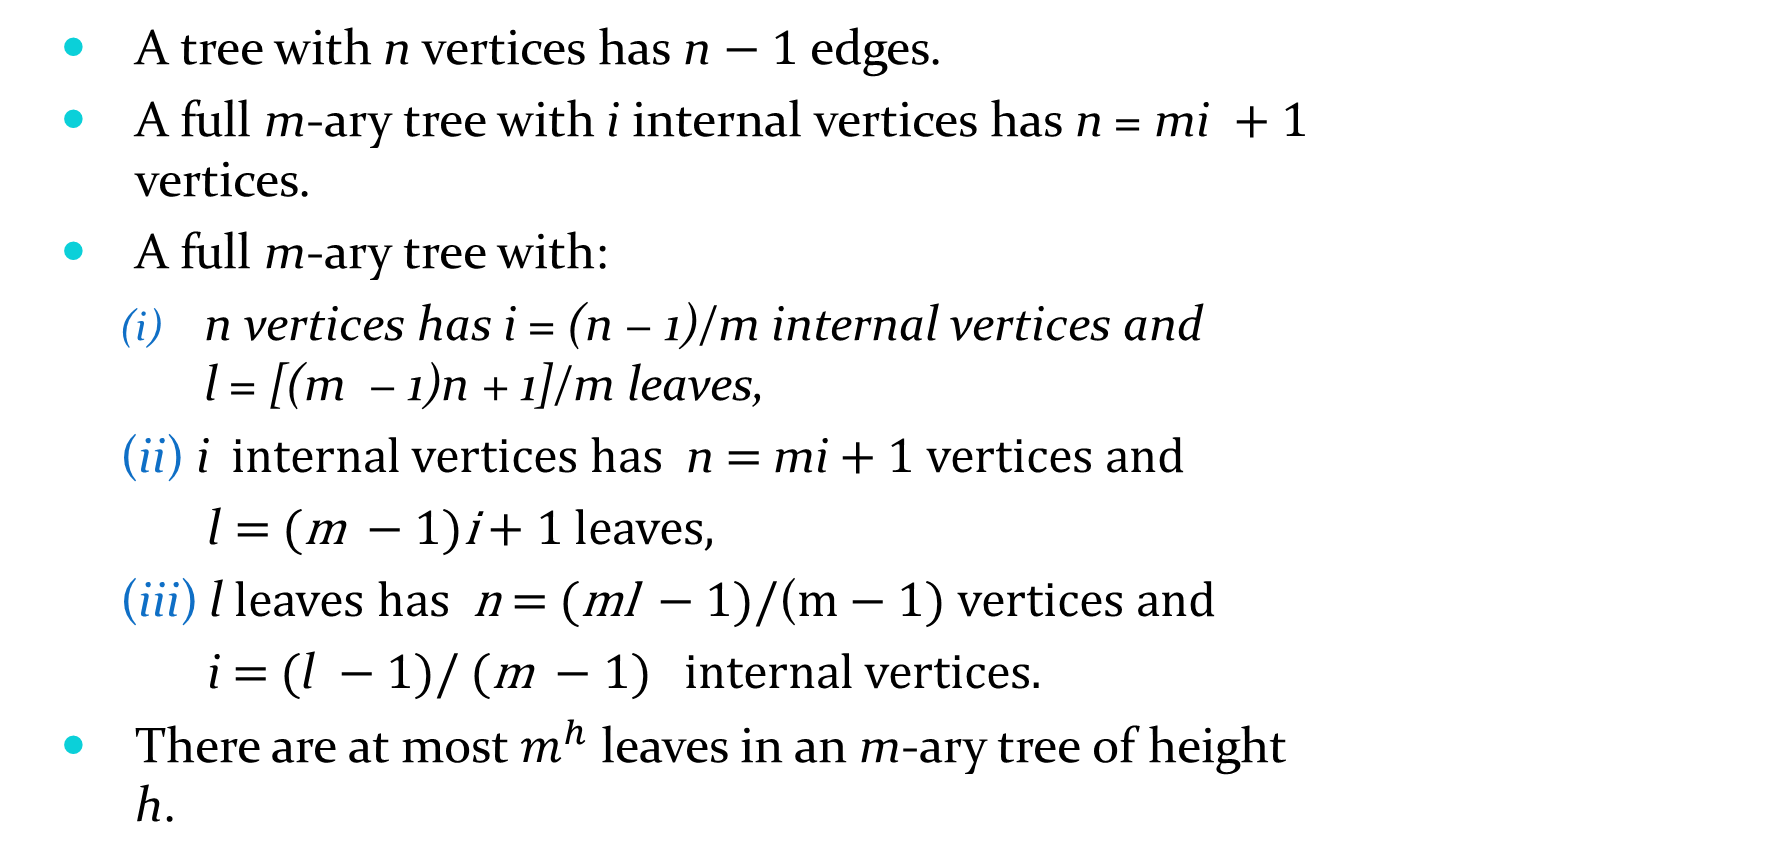 • A tree with n vertices has n − 1 edges.
• A full m-ary tree with i internal vertices has n = mi + 1
vertices.
• A full m-ary tree with:
(i) n vertices has i = (n – 1)/m internal vertices and
l = [(m – 1)n + 1]/m leaves,
(ii) i internal vertices has n = mi + 1 vertices and
l = (m − 1)i + 1 leaves,
(iii) l leaves has n = (ml − 1)/(m − 1) vertices and
i = (l − 1)/ (m − 1) internal vertices.
• There are at most mʰ leaves in an m-ary tree of height
h.